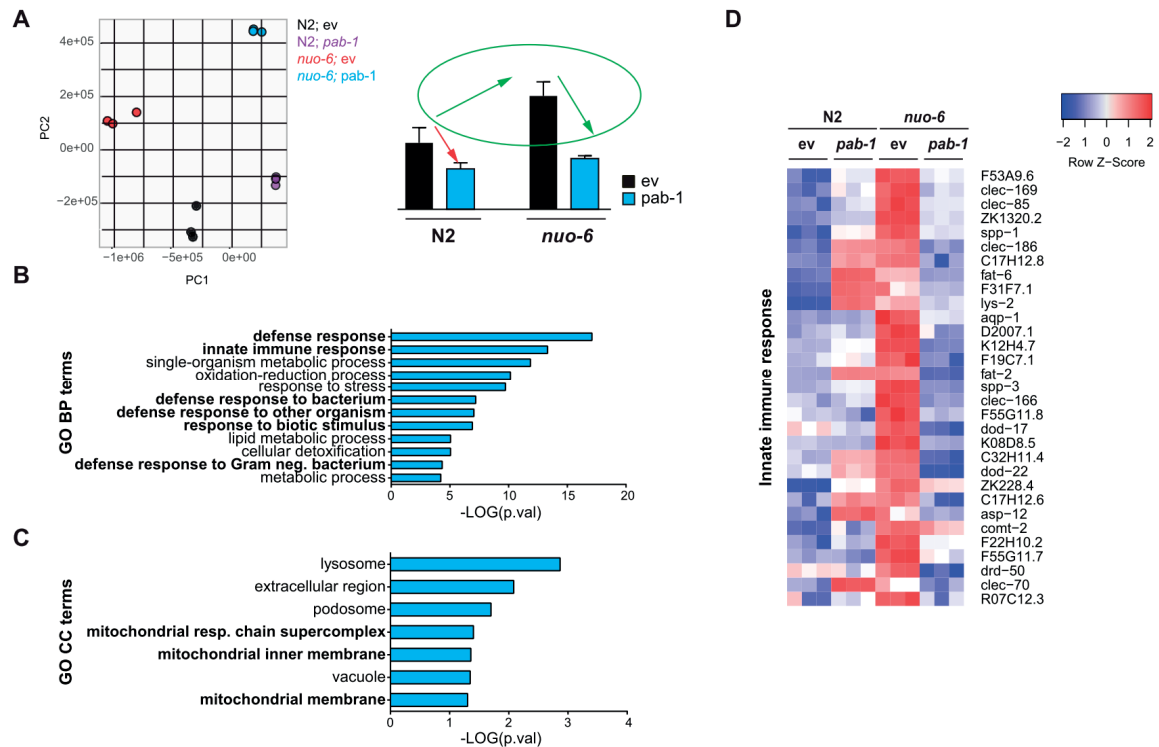 A
N2; ev
N2; pab-1
nuo-6; ev
nuo-6; pab-1
4e+05
2e+05
0e+00
−2e+05
PC2
−1e+06
−5e+05
0e+00
PC1
ev
pab-1
N2
nuo-6
B
GO BP terms
defense response
innate immune response
single-organism metabolic process
oxidation-reduction process
response to stress
defense response to bacterium
defense response to other organism
response to biotic stimulus
lipid metabolic process
cellular detoxification
defense response to Gram neg. bacterium
metabolic process
0 5 10 15 20
-LOG(p.val)
C
GO CC terms
lysosome
extracellular region
podosome
mitochondrial resp. chain supercomplex
mitochondrial inner membrane
vacuole
mitochondrial membrane
0 1 2 3 4
-LOG(p.val)
D
−2 −1 0 1 2
Row Z−Score
N2 nuo-6
ev pab-1 ev pab-1
Innate immune response
F53A9.6
clec−169
clec−85
ZK1320.2
spp−1
clec−186
C17H12.8
fat−6
F31F7.1
lys−2
aqp−1
D2007.1
K12H4.7
F19C7.1
fat−2
spp−3
clec−166
F55G11.8
dod−17
K08D8.5
C32H11.4
dod−22
ZK228.4
C17H12.6
asp−12
comt−2
F22H10.2
F55G11.7
drd−50
clec−70
R07C12.3